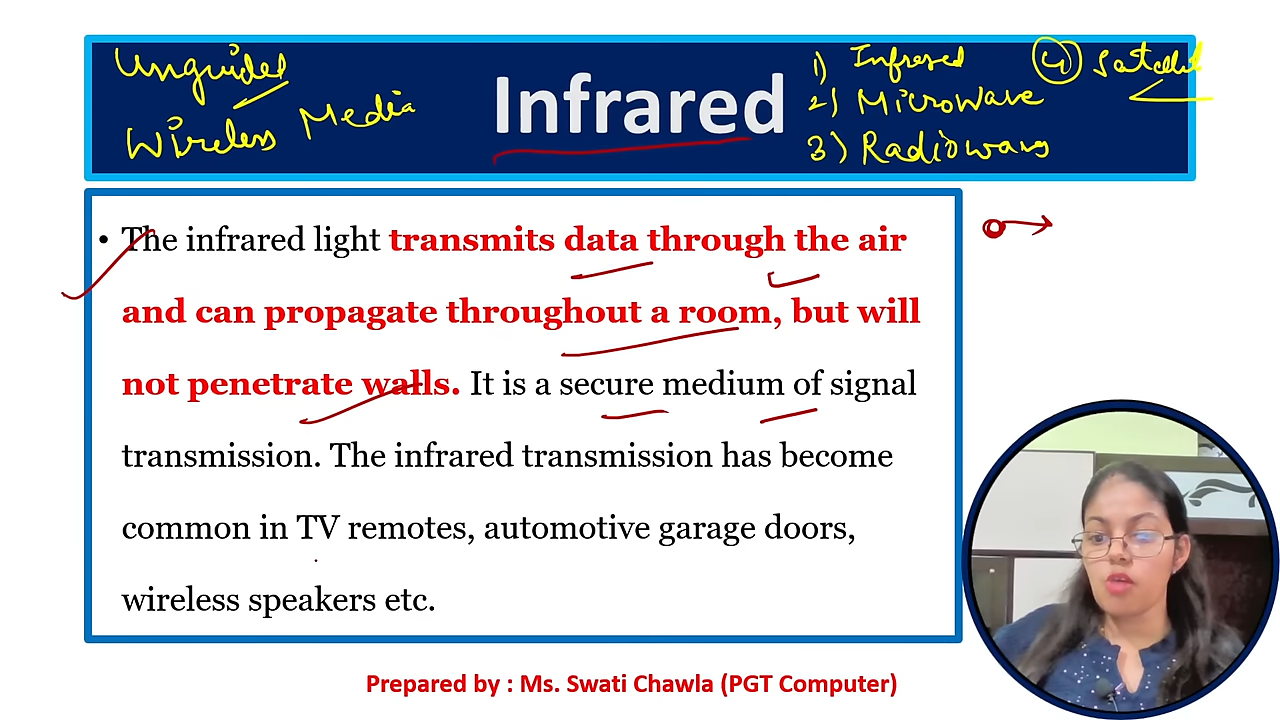 Unguided
Wireless Media
Infrared
1) Infrared
2) Microwave
3) Radiowaves
④ Satellite
• The infrared light transmits data through the air
and can propagate throughout a room, but will
not penetrate walls. It is a secure medium of signal
transmission. The infrared transmission has become
common in TV remotes, automotive garage doors,
wireless speakers etc.
Prepared by : Ms. Swati Chawla (PGT Computer)